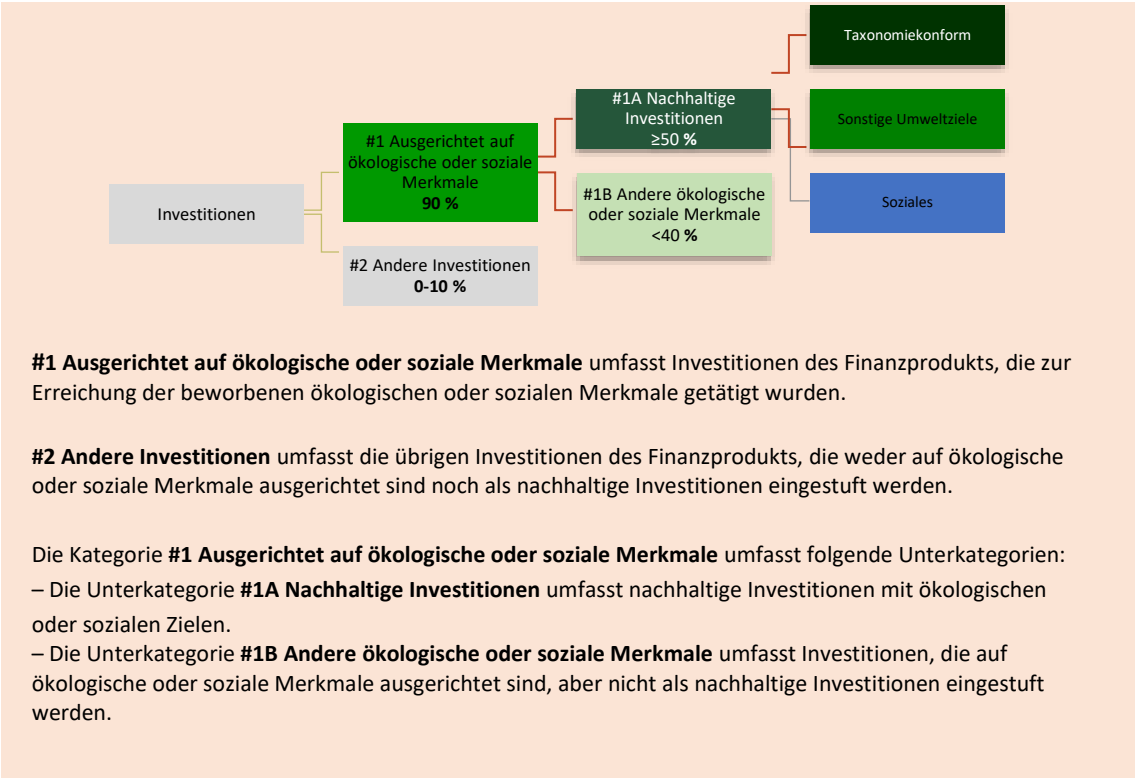 Investitionen
#1 Ausgerichtet auf
ökologische oder soziale
Merkmale
90 %
#2 Andere Investitionen
0-10 %
#1A Nachhaltige
Investitionen
≥50 %
#1B Andere ökologische
oder soziale Merkmale
<40 %
Taxonomiekonform
Sonstige Umweltziele
Soziales
#1 Ausgerichtet auf ökologische oder soziale Merkmale umfasst Investitionen des Finanzprodukts, die zur
Erreichung der beworbenen ökologischen oder sozialen Merkmale getätigt wurden.
#2 Andere Investitionen umfasst die übrigen Investitionen des Finanzprodukts, die weder auf ökologische
oder soziale Merkmale ausgerichtet sind noch als nachhaltige Investitionen eingestuft werden.
Die Kategorie #1 Ausgerichtet auf ökologische oder soziale Merkmale umfasst folgende Unterkategorien:
– Die Unterkategorie #1A Nachhaltige Investitionen umfasst nachhaltige Investitionen mit ökologischen
oder sozialen Zielen.
– Die Unterkategorie #1B Andere ökologische oder soziale Merkmale umfasst Investitionen, die auf
ökologische oder soziale Merkmale ausgerichtet sind, aber nicht als nachhaltige Investitionen eingestuft
werden.